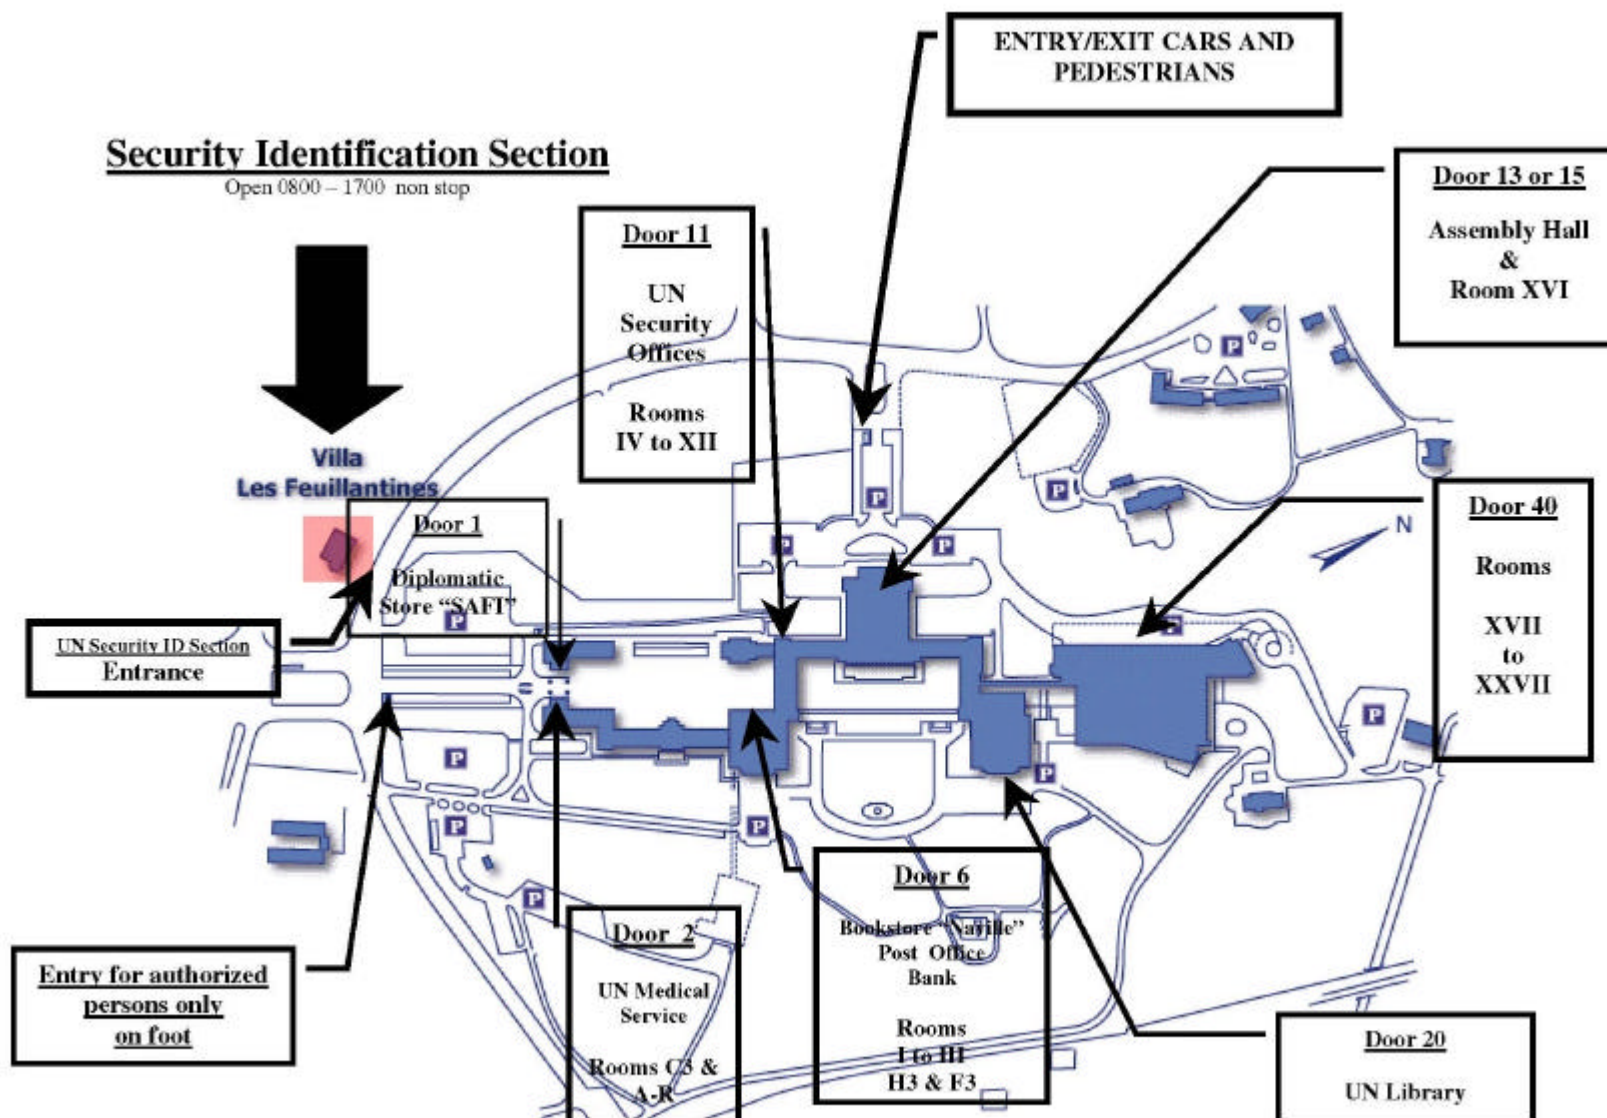 ENTRY/EXIT CARS AND
PEDESTRIANS
Security Identification Section
Open 0800 – 1700 non stop
Door 13 or 15
Assembly Hall
&
Room XVI
Door 11
UN
Security
Offices
Rooms
IV to XII
P
Villa
Les Feuillantines
P
P
Door 40
Rooms
XVII
to
XXVII
Door 1
Diplomatic
Store “SAFI”
P
P
N
P
P
UN Security ID Section
Entrance
P
P
P
P
P
P
Door 6
Bookstore “Naville”
Post Office
Bank
Rooms
I to III
H3 & F3
Door 2
UN Medical
Service
Rooms C3 &
A-R
Entry for authorized
persons only
on foot
Door 20
UN Library